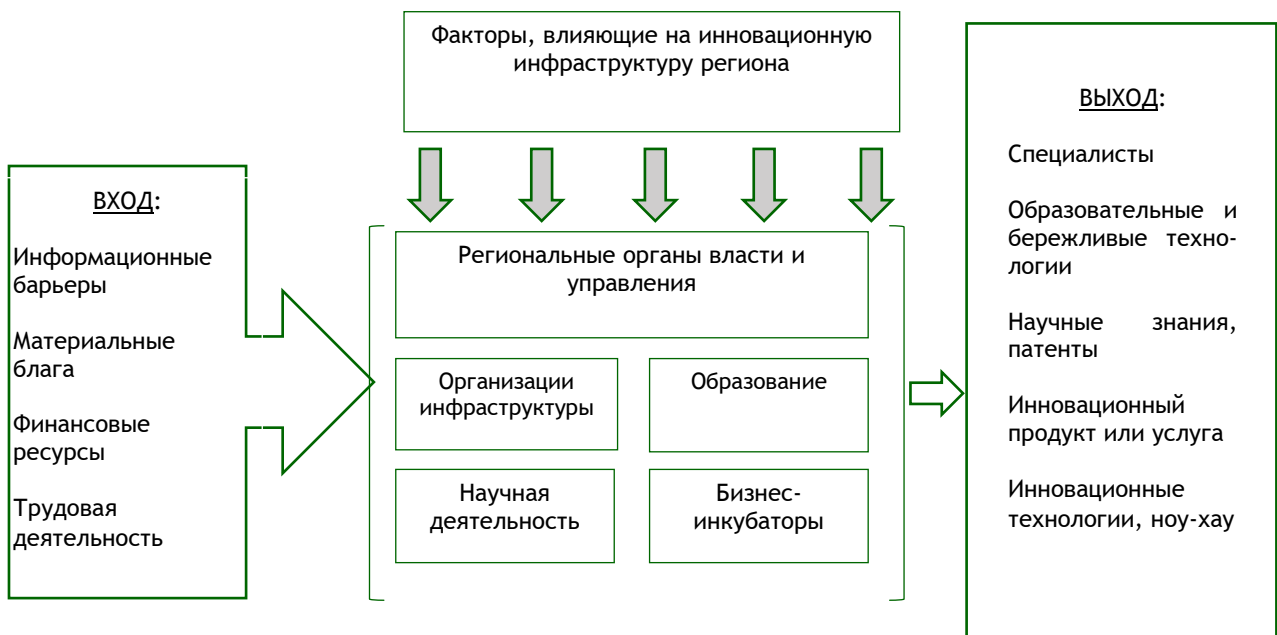 Факторы, влияющие на инновационную
инфраструктуру региона
ВХОД:
Информационные
барьеры
Материальные
блага
Финансовые
ресурсы
Трудовая
деятельность
Региональные органы власти и
управления
Организации
инфраструктуры
Образование
Научная
деятельность
Бизнес-
инкубаторы
ВЫХОД:
Специалисты
Образовательные и
бережливые техно-
логии
Научные знания,
патенты
Инновационный
продукт или услуга
Инновационные
технологии, ноу-хау